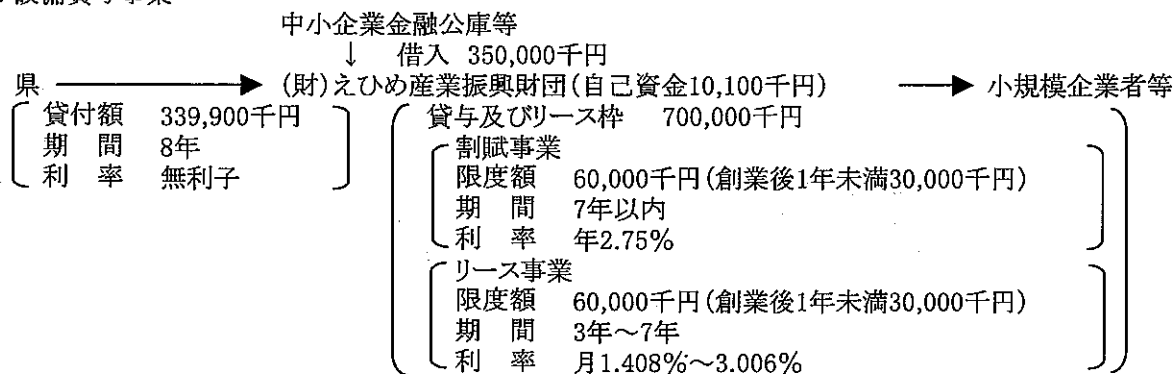 設備貸与事業
中小企業金融公庫等
↓ 借入 350,000千円
県 → (財)えひめ産業振興財団(自己資金10,100千円) → 小規模企業者等
貸付額 339,900千円
期 間 8年
利 率 無利子
貸与及びリース枠 700,000千円
割賦事業
限度額 60,000千円(創業後1年未満30,000千円)
期 間 7年以内
利 率 年2.75%
リース事業
限度額 60,000千円(創業後1年未満30,000千円)
期 間 3年～7年
利 率 月1.408%～3.006%